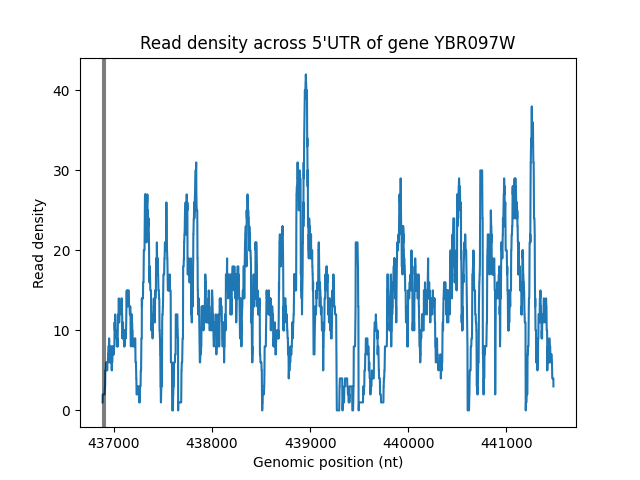 Read density across 5'UTR of gene YBR097W
Read density
40
30
20
10
0
437000 438000 439000 440000 441000
Genomic position (nt)